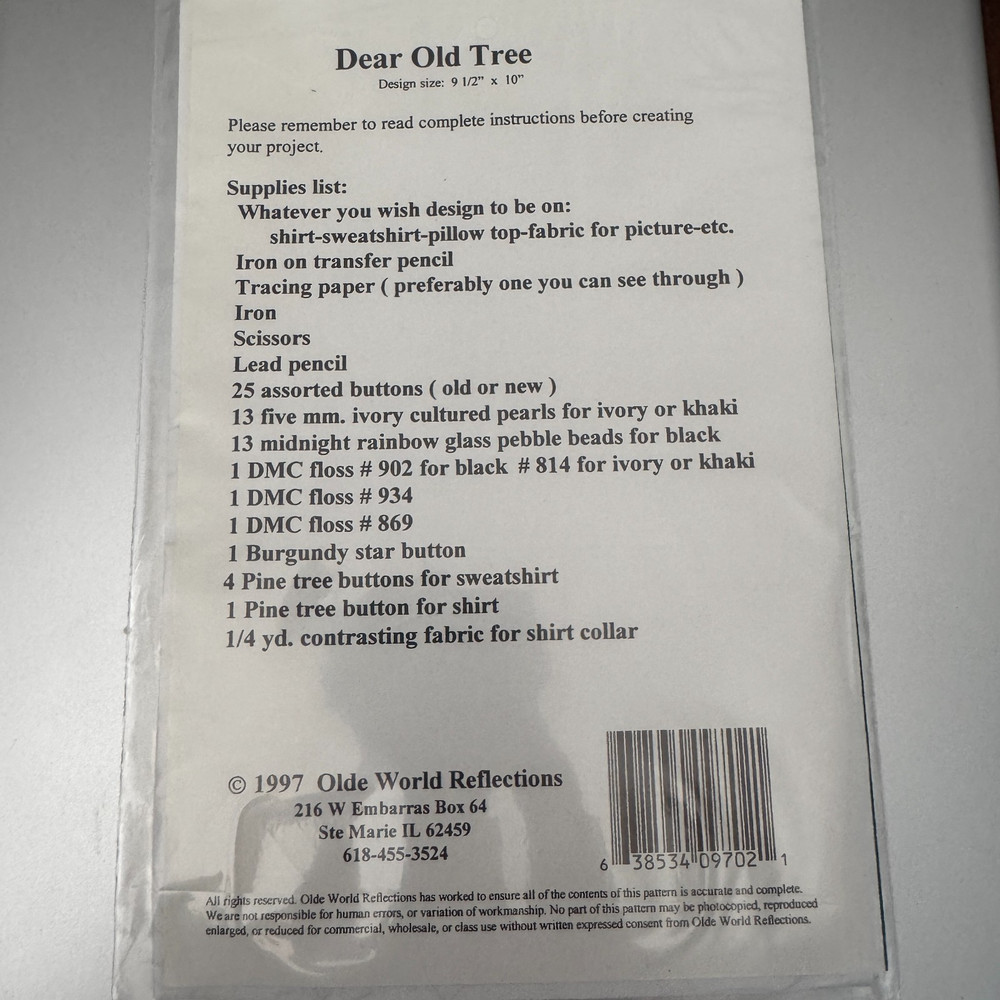 Dear Old Tree
Design size: 9 1/2" x 10"
Please remember to read complete instructions before creating
your project.
Supplies list:
Whatever you wish design to be on:
shirt-sweatshirt-pillow top-fabric for picture-etc.
Iron on transfer pencil
Tracing paper ( preferably one you can see through )
Iron
Scissors
Lead pencil
25 assorted buttons ( old or new )
13 five mm. ivory cultured pearls for ivory or khaki
13 midnight rainbow glass pebble beads for black
1 DMC floss # 902 for black # 814 for ivory or khaki
1 DMC floss # 934
1 DMC floss # 869
1 Burgundy star button
4 Pine tree buttons for sweatshirt
1 Pine tree button for shirt
1/4 yd. contrasting fabric for shirt collar
© 1997 Olde World Reflections
216 W Embarras Box 64
Ste Marie IL 62459
618-455-3524
6 38534 09702 1
All rights reserved. Olde World Reflections has worked to ensure all of the contents of this pattern is accurate and complete.
We are not responsible for human errors, or variation of workmanship. No part of this pattern may be photocopied, reproduced
enlarged, or reduced for commercial, wholesale, or class use without written expressed consent from Olde World Reflections.